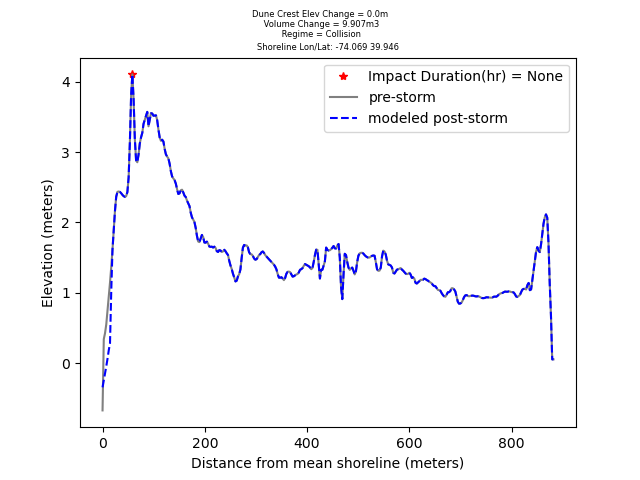 Dune Crest Elev Change = 0.0m
Volume Change = 9.907m3
Regime = Collision
Shoreline Lon/Lat: -74.069 39.946
Impact Duration(hr) = None
pre-storm
modeled post-storm
Elevation (meters)
4
3
2
1
0
0 200 400 600 800
Distance from mean shoreline (meters)